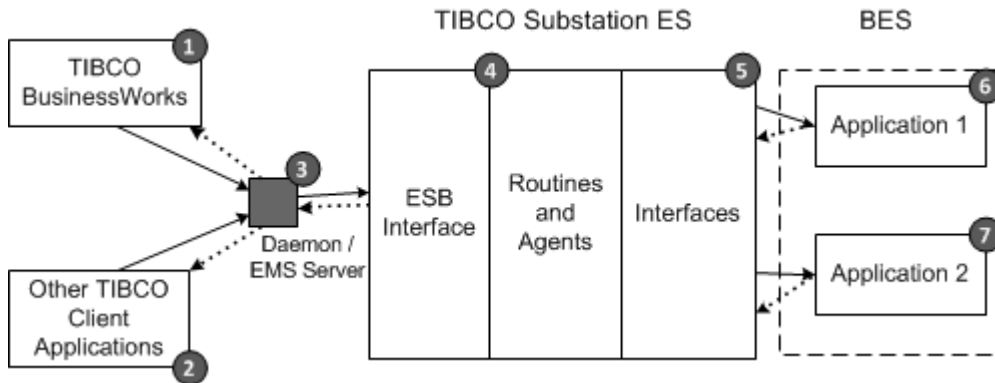 TIBCO Substation ES
BES
1
TIBCO
BusinessWorks
2
Other TIBCO
Client
Applications
3
Daemon /
EMS Server
4
ESB
Interface
Routines
and
Agents
5
Interfaces
6
Application 1
7
Application 2